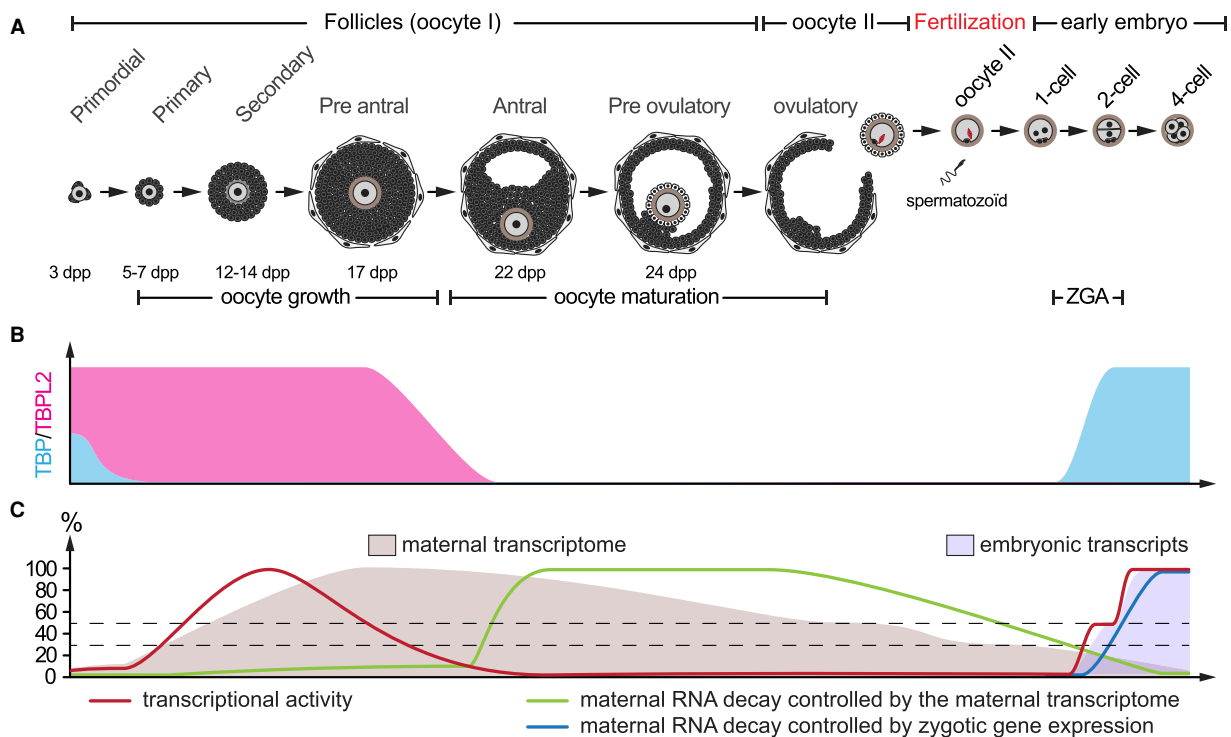 A
Follicles (oocyte I)
oocyte II
Fertilization
early embryo
Primordial
Primary
Secondary
Pre antral
Antral
Pre ovulatory
ovulatory
oocyte II
1-cell
2-cell
4-cell
spermatozoïd
3 dpp
5-7 dpp
12-14 dpp
17 dpp
22 dpp
24 dpp
oocyte growth
oocyte maturation
ZGA
B
TBP/TBPL2
C
%
maternal transcriptome
embryonic transcripts
100
80
60
40
20
0
transcriptional activity
maternal RNA decay controlled by the maternal transcriptome
maternal RNA decay controlled by zygotic gene expression